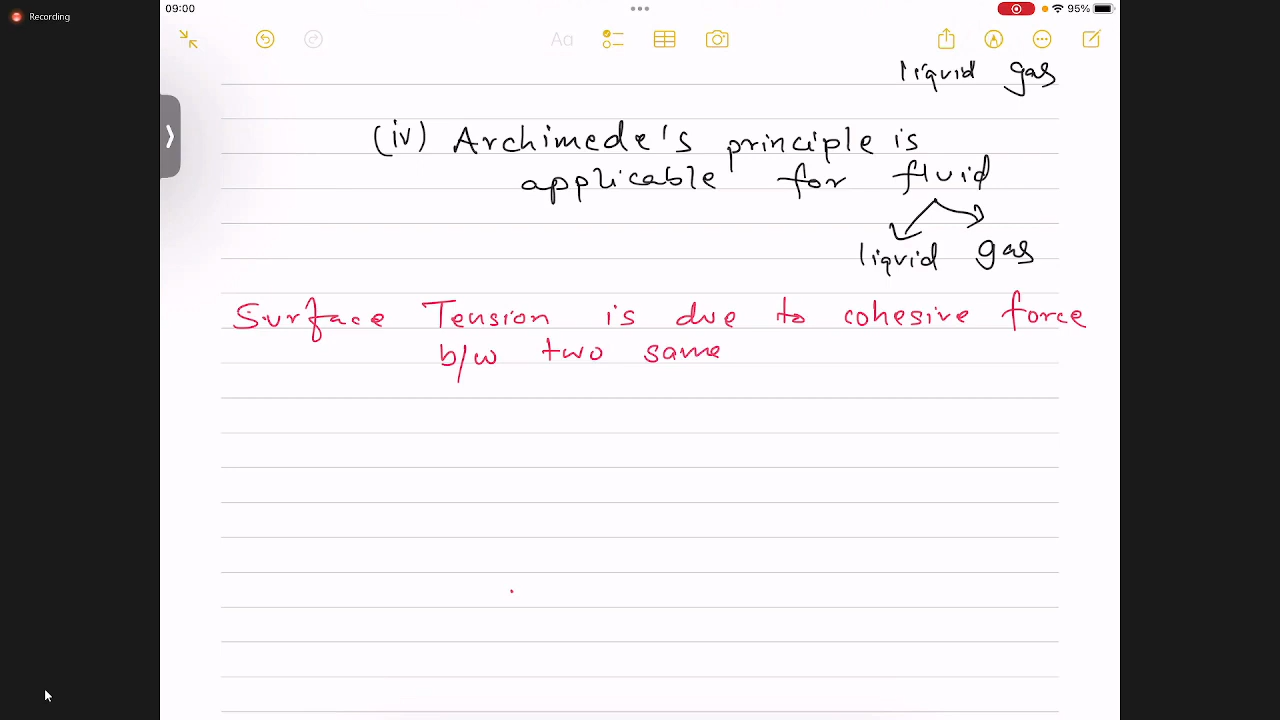 Recording
09:00
95%
Aa
liquid gas
(iv) Archimede's principle is
applicable for fluid
liquid gas
Surface Tension is due to cohesive force
b/w two same